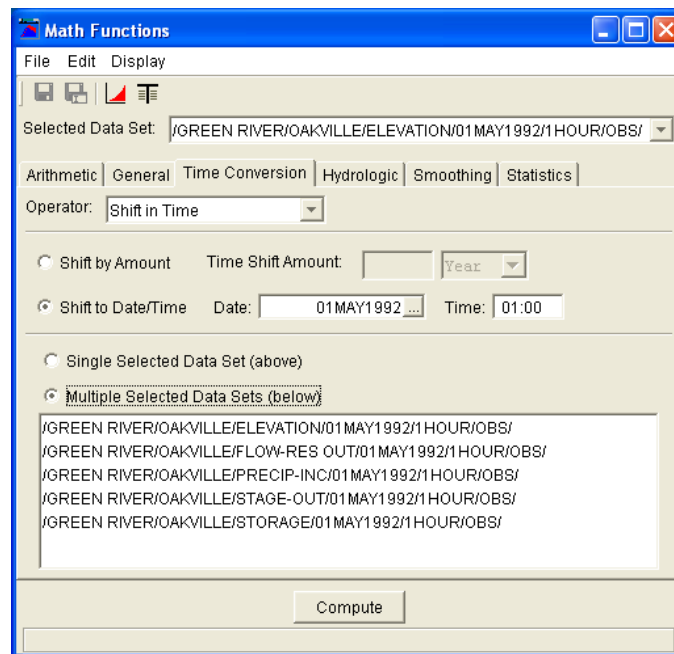 Math Functions
File Edit Display
Selected Data Set: /GREEN RIVER/OAKVILLE/ELEVATION/01MAY1992/1HOUR/OBS/
Arithmetic General Time Conversion Hydrologic Smoothing Statistics
Operator: Shift in Time
Shift by Amount Time Shift Amount: Year
Shift to Date/Time Date: 01MAY1992 ... Time: 01:00
Single Selected Data Set (above)
Multiple Selected Data Sets (below)
/GREEN RIVER/OAKVILLE/ELEVATION/01MAY1992/1HOUR/OBS/
/GREEN RIVER/OAKVILLE/FLOW-RES OUT/01MAY1992/1HOUR/OBS/
/GREEN RIVER/OAKVILLE/PRECIP-INC/01MAY1992/1HOUR/OBS/
/GREEN RIVER/OAKVILLE/STAGE-OUT/01MAY1992/1HOUR/OBS/
/GREEN RIVER/OAKVILLE/STORAGE/01MAY1992/1HOUR/OBS/
Compute